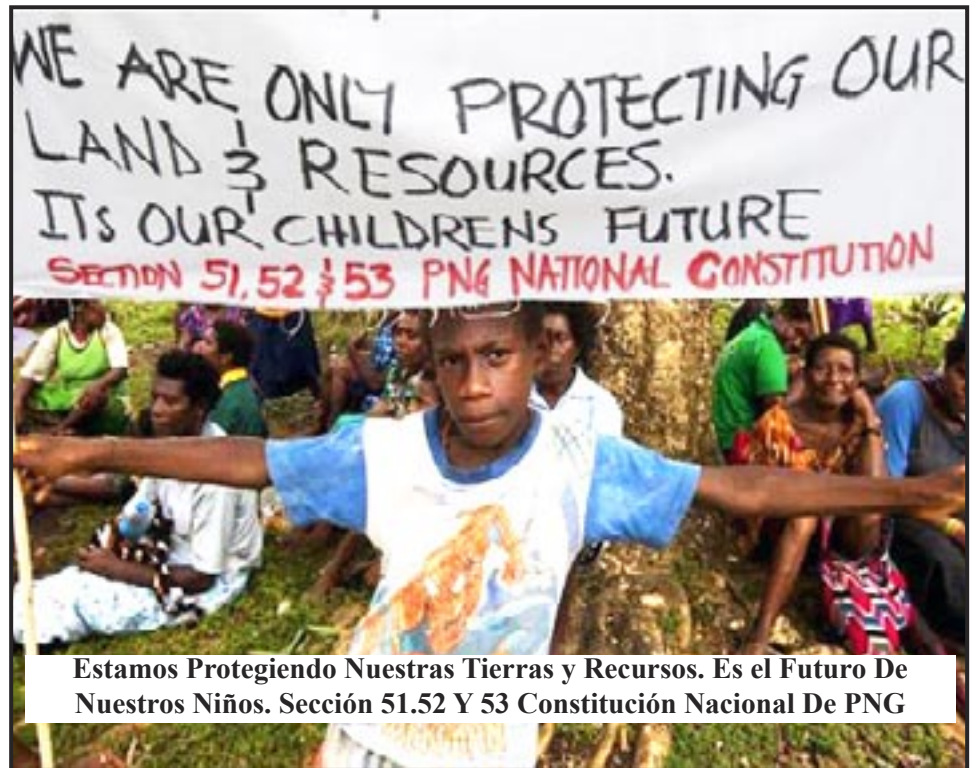 WE ARE ONLY PROTECTING OUR
LAND & RESOURCES.
ITS OUR CHILDRENS FUTURE
SECTION 51, 52 & 53 PNG NATIONAL CONSTITUTION
Estamos Protegiendo Nuestras Tierras y Recursos. Es el Futuro De
Nuestros Niños. Sección 51.52 Y 53 Constitución Nacional De PNG